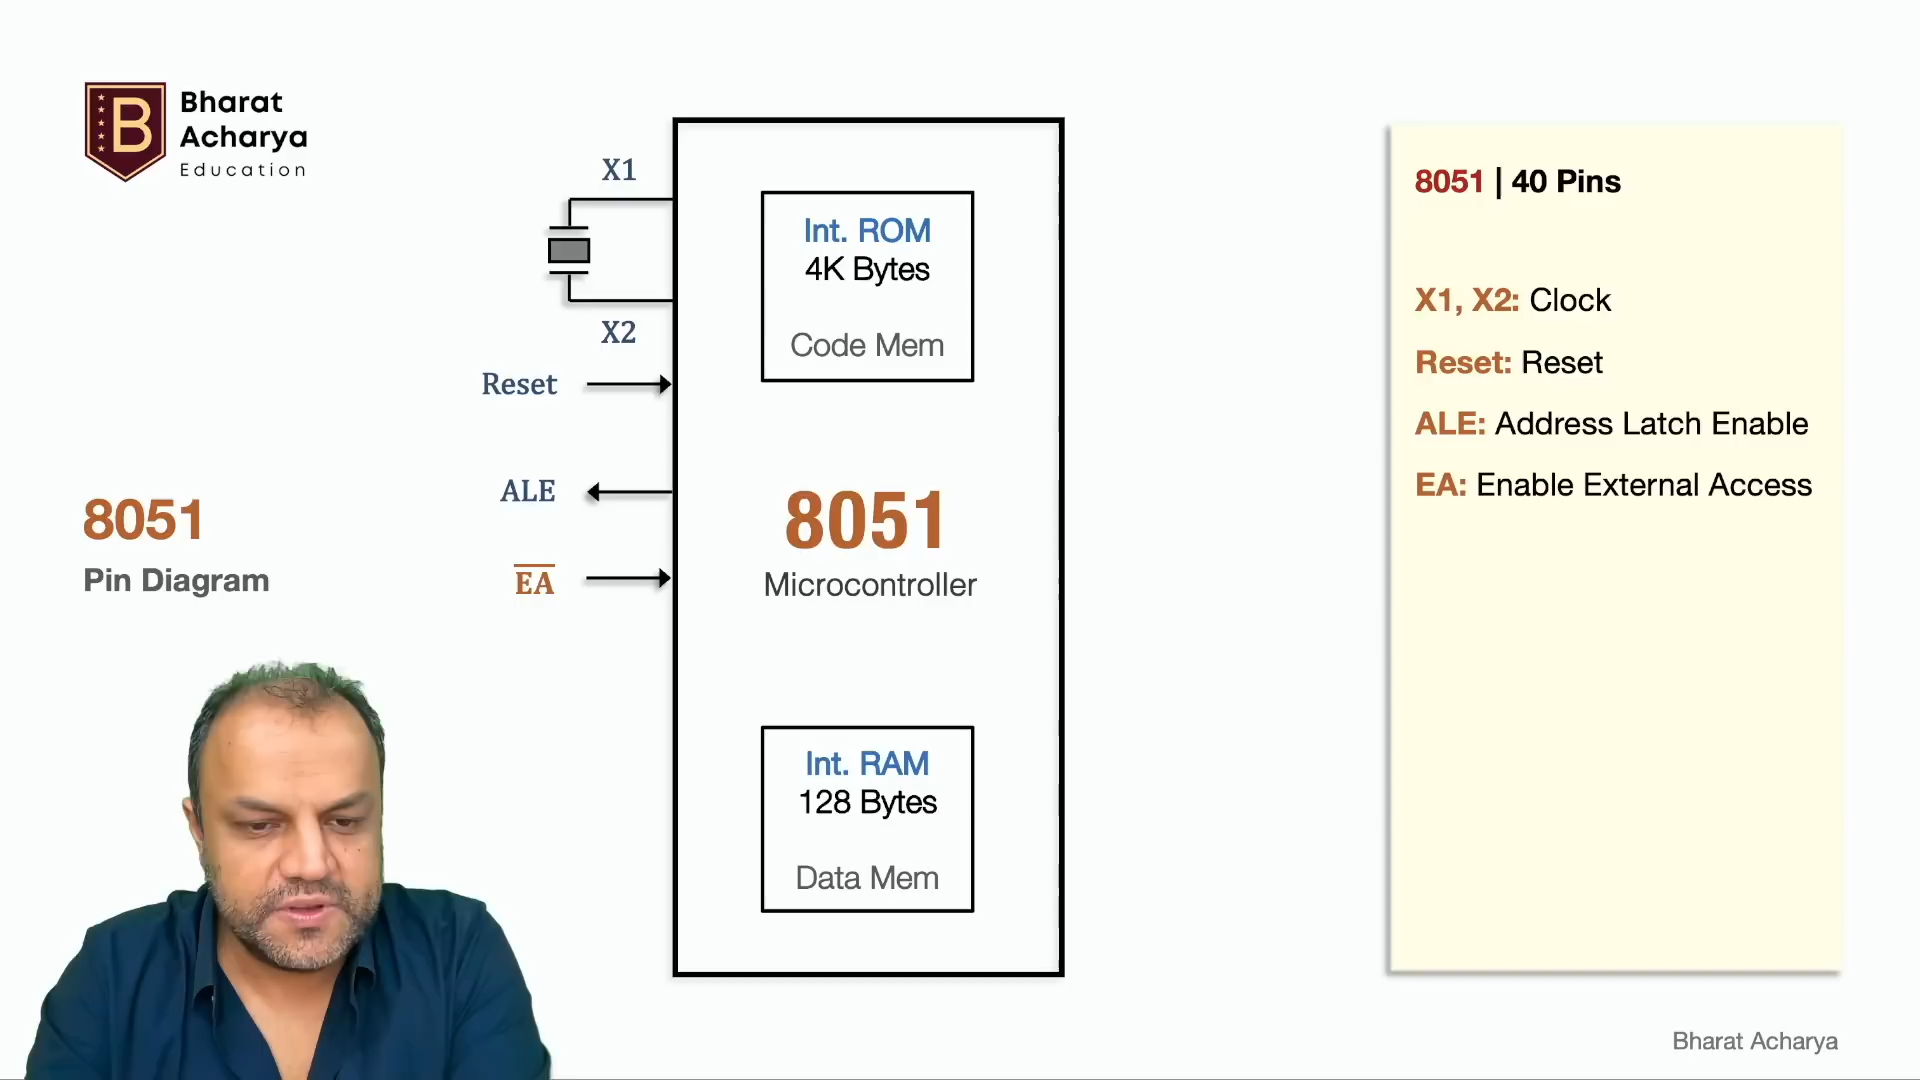 Bharat
Acharya
Education
8051
Pin Diagram
X1
X2
Reset
ALE
EA
Int. ROM
4K Bytes
Code Mem
8051
Microcontroller
Int. RAM
128 Bytes
Data Mem
8051 | 40 Pins
X1, X2: Clock
Reset: Reset
ALE: Address Latch Enable
EA: Enable External Access
Bharat Acharya